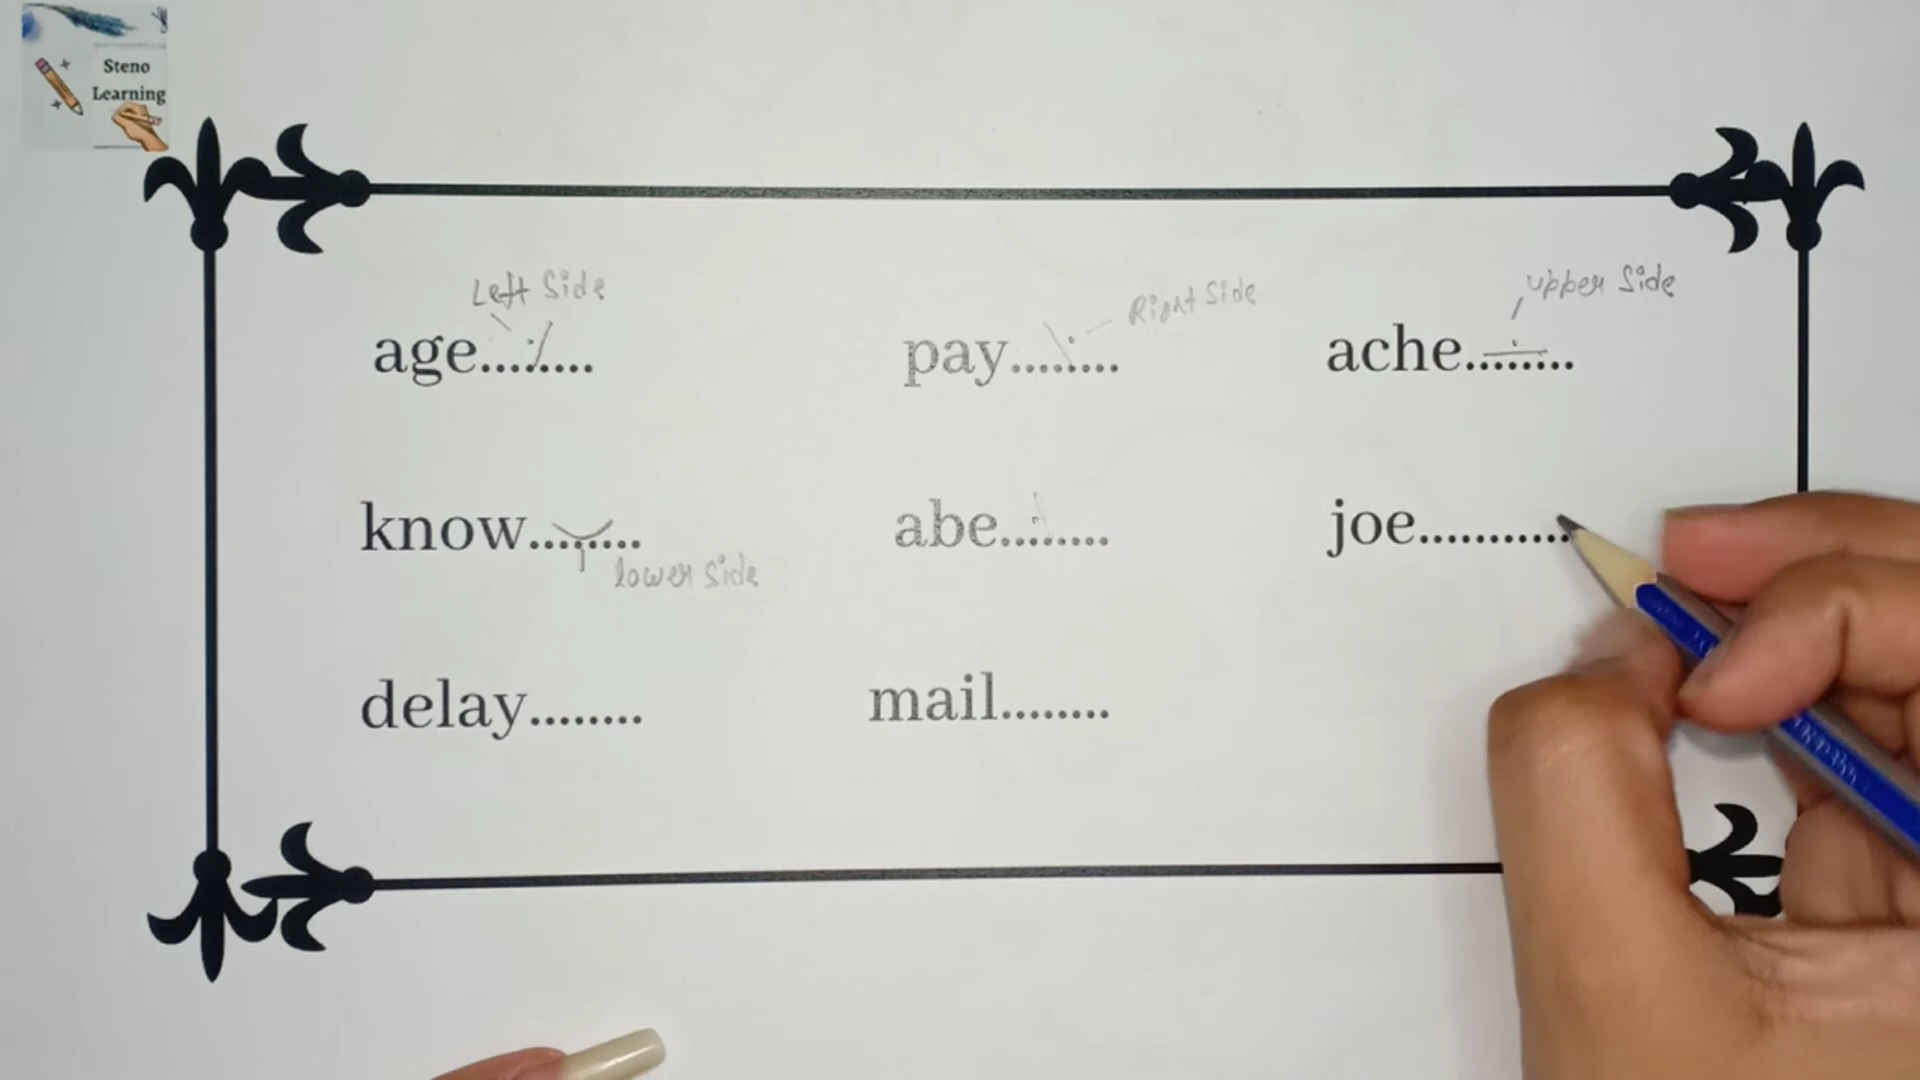 Steno
Learning
Left Side
Right Side
upper Side
age........
pay........
ache........
know........
abe........
joe...........
lower Side
delay........
mail........